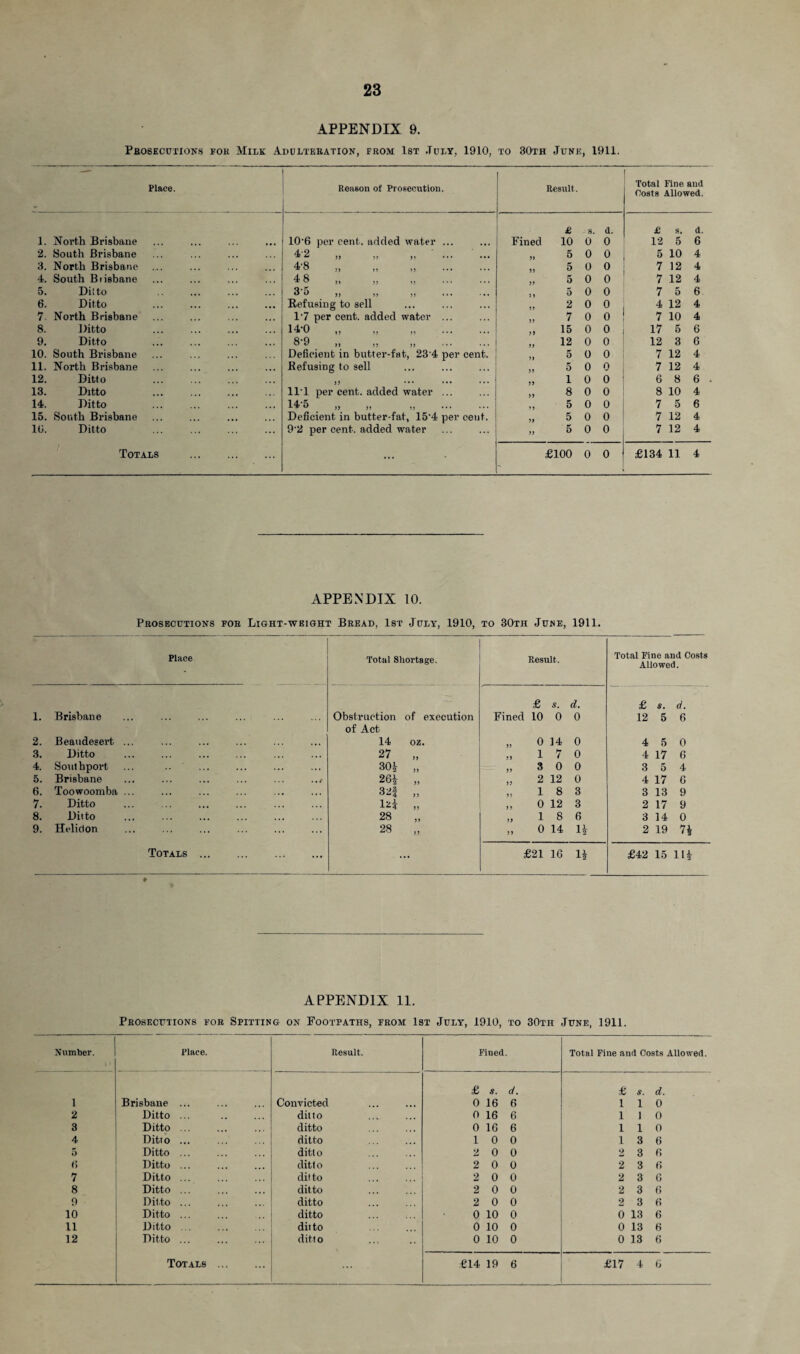 23
APPENDIX 9.
PROSECUTIONS FOR MILK ADULTERATION, FROM 1ST JULY, 1910, TO 30TH JUNE, 1911.
Place. Reason of Prosecution. Result. Total Fine and Costs Allowed.
£ s. d. £ s. d.
1. North Brisbane ... ... ... ... 10·6 per cent. added water ... ... Fined 10 0 0 12 5 6
2. South Brisbane ... ... ... ... 4·2 „ „ „ ... ... „ 5 0 0 5 10 4
3. North Brisbane ... ... ... ... 4·8 „ „ „ ... ... „ 5 0 0 7 12 4
4. South Brisbane ... ... ... ... 4·8 „ „ „ ... ... „ 5 0 0 7 12 4
5. Ditto ... ... ... ... 3·5 „ „ „ ... ... „ 5 0 0 7 5 6
6. Ditto ... ... ... ... Refusing to sell ... ... ... „ 2 0 0 4 12 4
7. North Brisbane ... ... ... ... 1·7 per cent. added water ... ... „ 7 0 0 7 10 4
8. Ditto ... ... ... ... 14·0 „ „ „ ... ... „ 15 0 0 17 5 6
9. Ditto ... ... ... ... 8·9 „ „ „ ... ... „ 12 0 0 12 3 6
10. South Brisbane ... ... ... ... Deficient in butter-fat, 23·4 per cent. „ 5 0 0 7 12 4
11. North Brisbane ... ... ... ... Refusing to sell ... ... ... „ 5 0 0 7 12 4
12. Ditto ... ... ... ... „ ... ... ... „ 1 0 0 6 8 6
13. Ditto ... ... ... ... 11·1 per cent. added water ... ... „ 8 0 0 8 10 4
14. Ditto ... ... ... ... 14·5 „ „ „ ... ... „ 5 0 0 7 5 6
15. South Brisbane ... ... ... ... Deficient in butter-fat, 15·4 per cent. „ 5 0 0 7 12 4
16. Ditto ... ... ... ... 9·2 per cent. added water ... ... „ 5 0 0 7 12 4
TOTALS ... ... ... ... £100 0 0 £134 11 4
APPENDIX 10.
PROSECUTIONS FOR LIGHT-WEIGHT BREAD, 1ST JULY, 1910, TO 30TH JUNE, 1911.
Place Total Shortage. Result. Total Fine and Costs Allowed.
£ s. d. £ s. d.
1. Brisbane ... ... ... ... ... ... Obstruction of execution of Act Fined 10 0 0 12 5 6
2. Beaudesert ... ... ... ... ... ... 14 oz. „ 0 14 0 4 5 0
3. Ditto ... ... ... ... ... ... 27 „ „ 1 7 0 4 17 6
4. Southport ... ... ... ... ... ... 30½ „ „ 3 0 0 3 5 4
5. Brisbane ... ... ... ... ... ... 26½ „ „ 2 12 0 4 17 6
6. Toowoomba ... ... ... ... ... ... 32¾ „ „ 1 8 3 3 13 9
7. Ditto ... ... ... ... ... ... 12¼ „ „ 0 12 3 2 17 9
8. Ditto ... ... ... ... ... ... 28 „ „ 1 8 6 3 14 0
9. Helidon ... ... ... ... ... ... 28 „ „ 0 14 1½ 2 19 7½
TOTALS ... ... ... ... ... £21 16 1½ £42 15 11½
APPENDIX 11.
PROSECUTIONS FOR SPITTING ON FOOTPATHS, FROM 1ST JULY, 1910, TO 30TH JUNE, 1911.
Number. Place. Result. Fined. Total Fine and Costs Allowed.
£ s. d. £ s. d.
1 Brisbane ... ... ... Convicted ... ... 0 16 6 1 1 0
2 Ditto ... ... ... ditto ... ... 0 16 6 1 1 0
3 Ditto ... ... ... ditto ... ... 0 16 6 1 1 0
4 Ditto ... ... ... ditto ... ... 1 0 0 1 3 6
5 Ditto ... ... ... ditto ... ... 2 0 0 2 3 6
6 Ditto ... ... ... ditto ... ... 2 0 0 2 3 6
7 Ditto ... ... ... ditto ... ... 2 0 0 2 3 6
8 Ditto ... ... ... ditto ... ... 2 0 0 2 3 6
9 Ditto ... ... ... ditto ... ... 2 0 0 2 3 6
10 Ditto ... ... ... ditto ... ... 0 10 0 0 13 6
11 Ditto ... ... ... ditto ... ... 0 10 0 0 13 6
12 Ditto ... ... ... ditto ... ... 0 10 0 0 13 6
TOTALS ... ... ... £14 19 6 £17 4 6